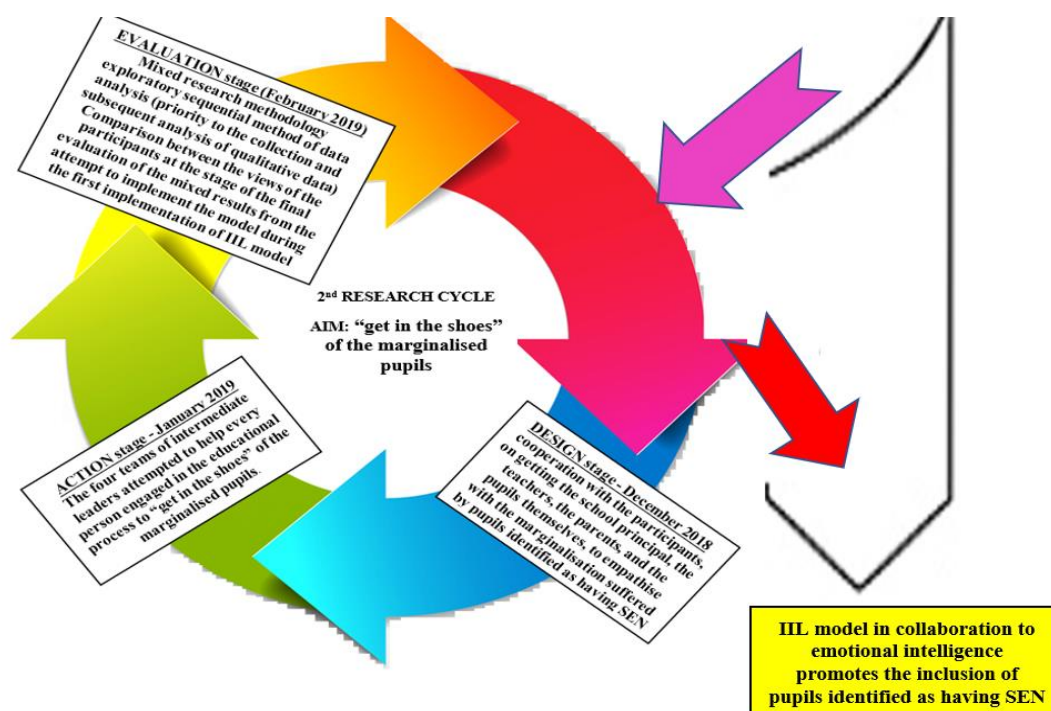 EVALUATION stage (February 2019)
Mixed research methodology
exploratory sequential method of data
analysis (priority to the collection and
subsequent analysis of qualitative data)
Comparison between the views of the
participants at the stage of the final
evaluation of the mixed results from the
attempt to implement the model during
the first implementation of IIL model
2nd RESEARCH CYCLE
AIM: “get in the shoes”
of the marginalised
pupils
ACTION stage - January 2019
The four teams of intermediate
leaders attempted to help every
person engaged in the educational
process to “get in the shoes” of the
marginalised pupils.
DESIGN stage - December 2018
cooperation with the participants,
on getting the school principal, the
teachers, the parents, and the
pupils themselves, to empathise
with the marginalisation suffered
by pupils identified as having SEN
IIL model in collaboration to
emotional intelligence
promotes the inclusion of
pupils identified as having SEN